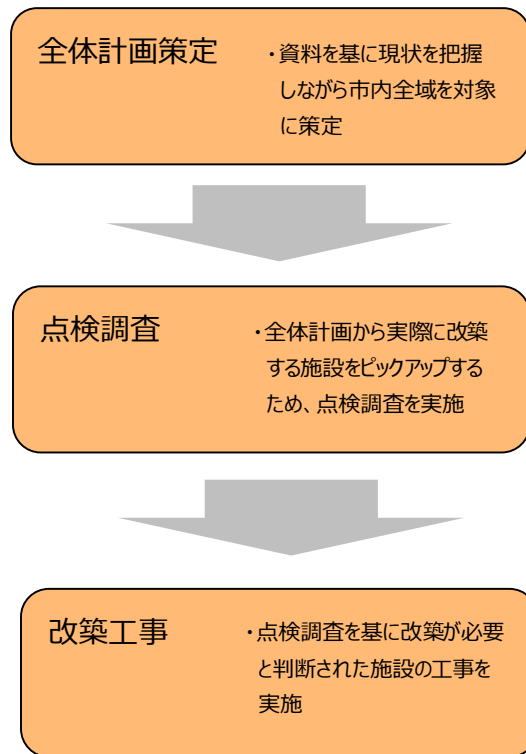 全体計画策定
・資料を基に現状を把握
しながら市内全域を対象
に策定
点検調査
・全体計画から実際に改築
する施設をピックアップする
ため、点検調査を実施
改築工事
・点検調査を基に改築が必要
と判断された施設の工事を
実施